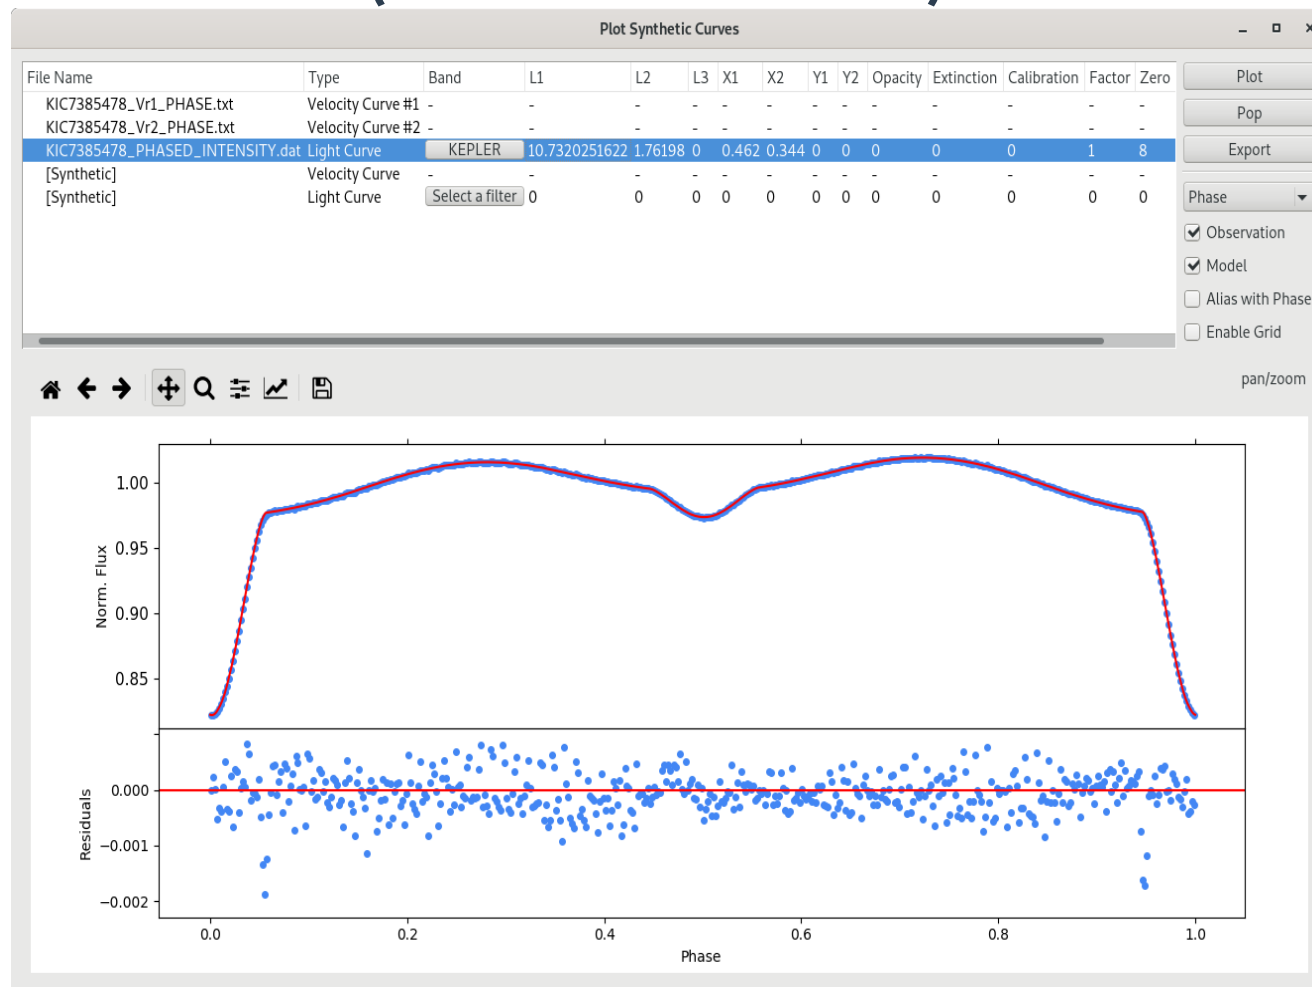 Plot Synthetic Curves
File Name Type Band L1 L2 L3 X1 X2 Y1 Y2 Opacity Extinction Calibration Factor Zero
KIC7385478_Vr1_PHASE.txt Velocity Curve #1 - - - - - - - - - - - - -
KIC7385478_Vr2_PHASE.txt Velocity Curve #2 - - - - - - - - - - - - -
KIC7385478_PHASED_INTENSITY.dat Light Curve KEPLER 10.7320251622 1.76198 0 0.462 0.344 0 0 0 0 0 1 8
[Synthetic] Velocity Curve - - - - - - - - - - - - -
[Synthetic] Light Curve Select a filter 0 0 0 0 0 0 0 0 0 0 0 0
Plot
Pop
Export
Phase
Observation
Model
Alias with Phase
Enable Grid
pan/zoom
1.00
0.95
0.90
0.85
Norm. Flux
0.000
−0.001
−0.002
Residuals
0.0 0.2 0.4 0.6 0.8 1.0
Phase